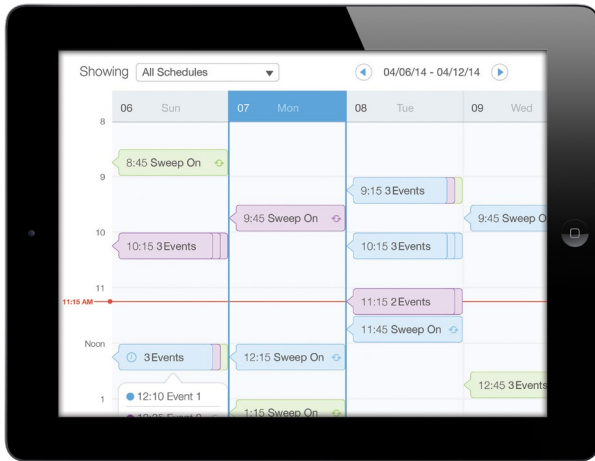 Showing All Schedules 04/06/14 - 04/12/14
06 Sun 07 Mon 08 Tue 09 Wed
8
8:45 Sweep On
9
9:15 3 Events
9:45 Sweep On 9:45 Sweep O
10
10:15 3 Events 10:15 3 Events
11
11:15 AM 11:15 2 Events
11:45 Sweep On
Noon
3 Events 12:15 Sweep On
12:45 3 Events
12:10 Event 1
1
1:15 Sweep On